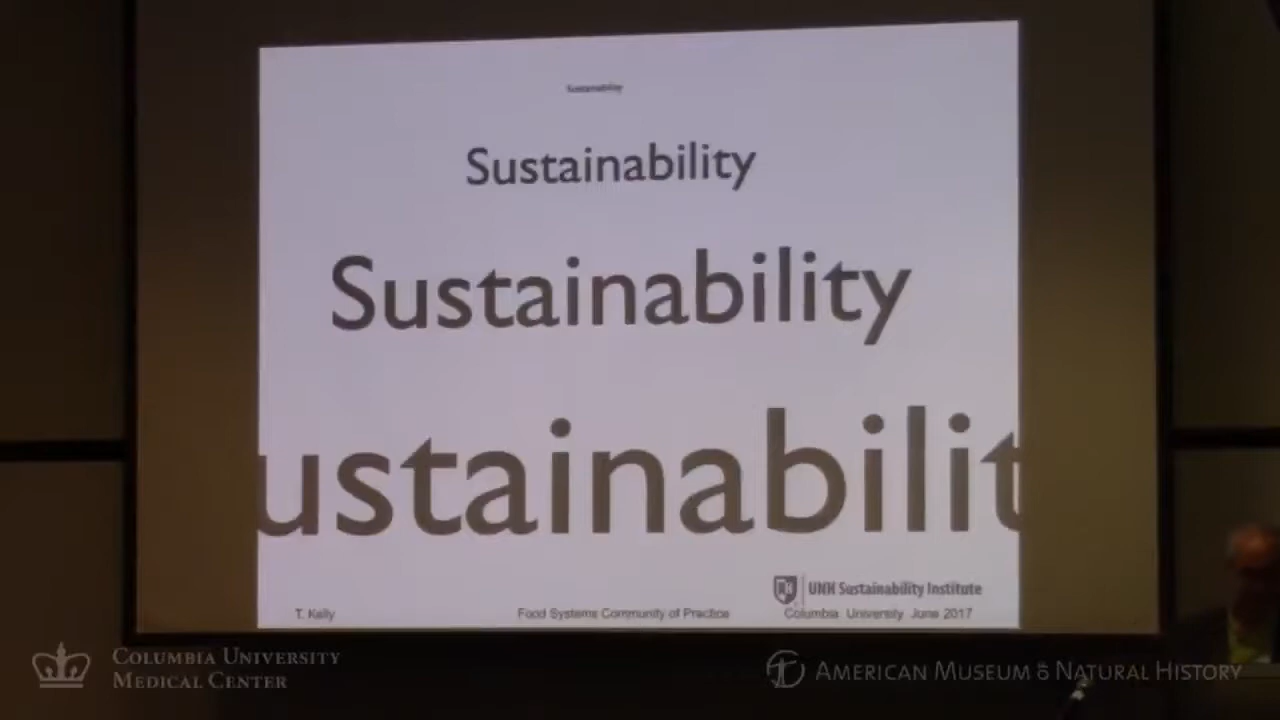 Sustainability
Sustainability
Sustainability
ustainabilit
UNH Sustainability Institute
T. Kelly
Food Systems Community of Practice
Columbia University June 2017
COLUMBIA UNIVERSITY
MEDICAL CENTER
AMERICAN MUSEUM OF NATURAL HISTORY